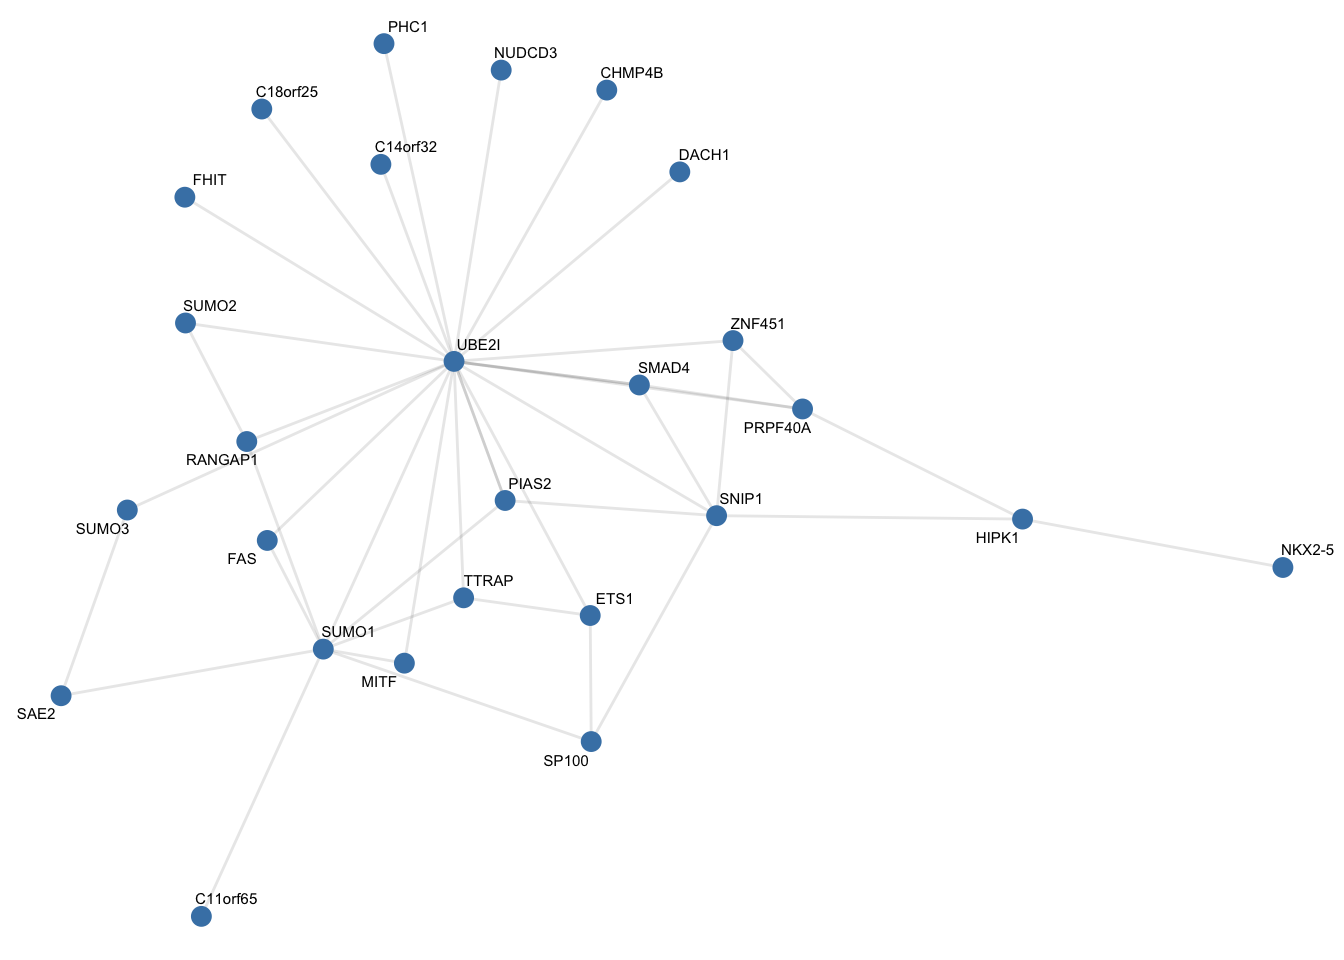 PHC1
NUDCD3
CHMP4B
C18orf25
C14orf32
DACH1
FHIT
SUMO2
ZNF451
UBE2I
SMAD4
PRPF40A
RANGAP1
PIAS2
SNIP1
SUMO3
HIPK1
NKX2-5
FAS
TTRAP
ETS1
SUMO1
MITF
SAE2
SP100
C11orf65